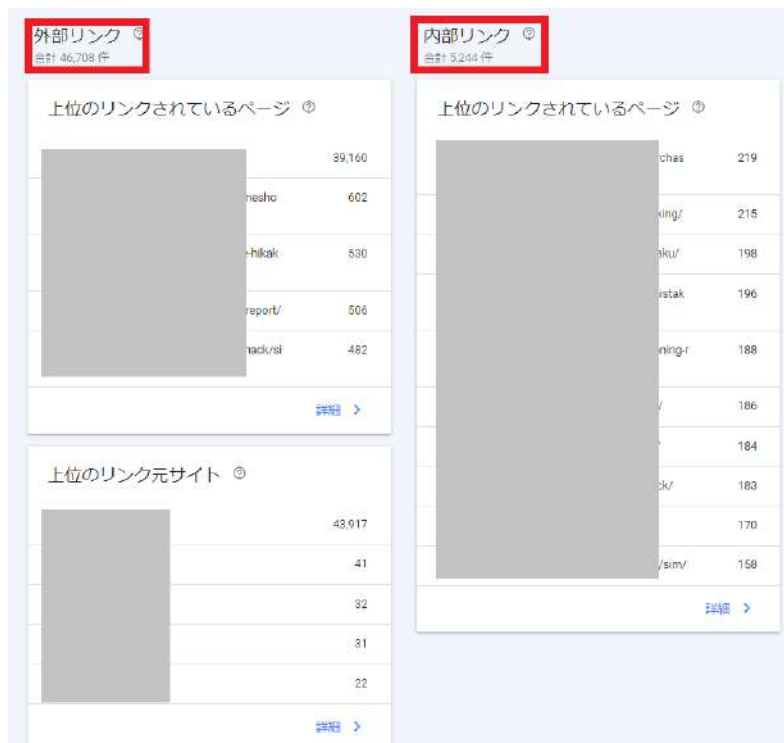 外部リンク
合計 46,708 件
上位のリンクされているページ
39,160
nesho 602
-hikak 530
report/ 506
hack/si 482
詳細
上位のリンク元サイト
43,917
41
32
31
22
詳細
内部リンク
合計 5,244 件
上位のリンクされているページ
rchas 219
king/ 215
aku/ 198
istak 196
ning-r 188
/ 186
184
ck/ 183
170
/sim/ 158
詳細